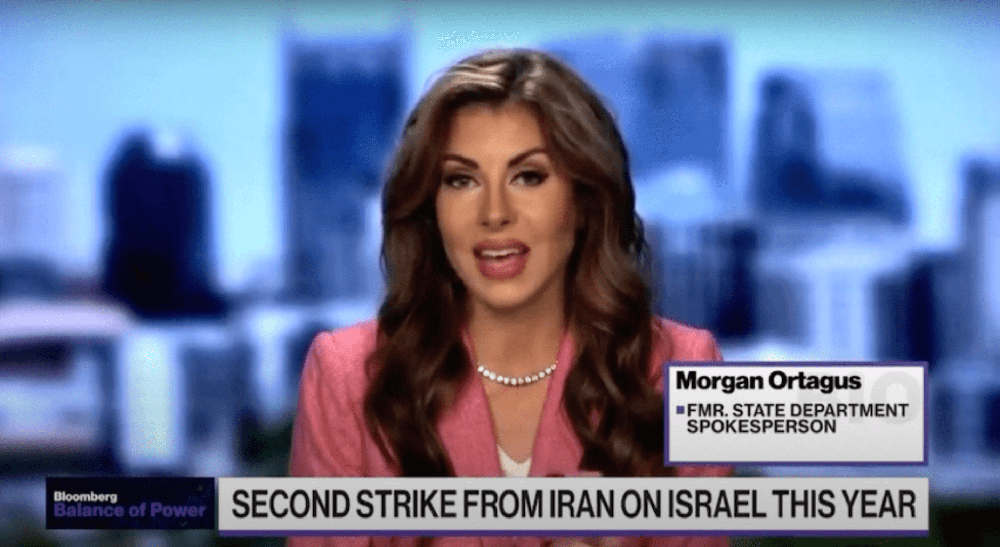 Morgan Ortagus
FMR. STATE DEPARTMENT
SPOKESPERSON
Bloomberg
Balance of Power
SECOND STRIKE FROM IRAN ON ISRAEL THIS YEAR